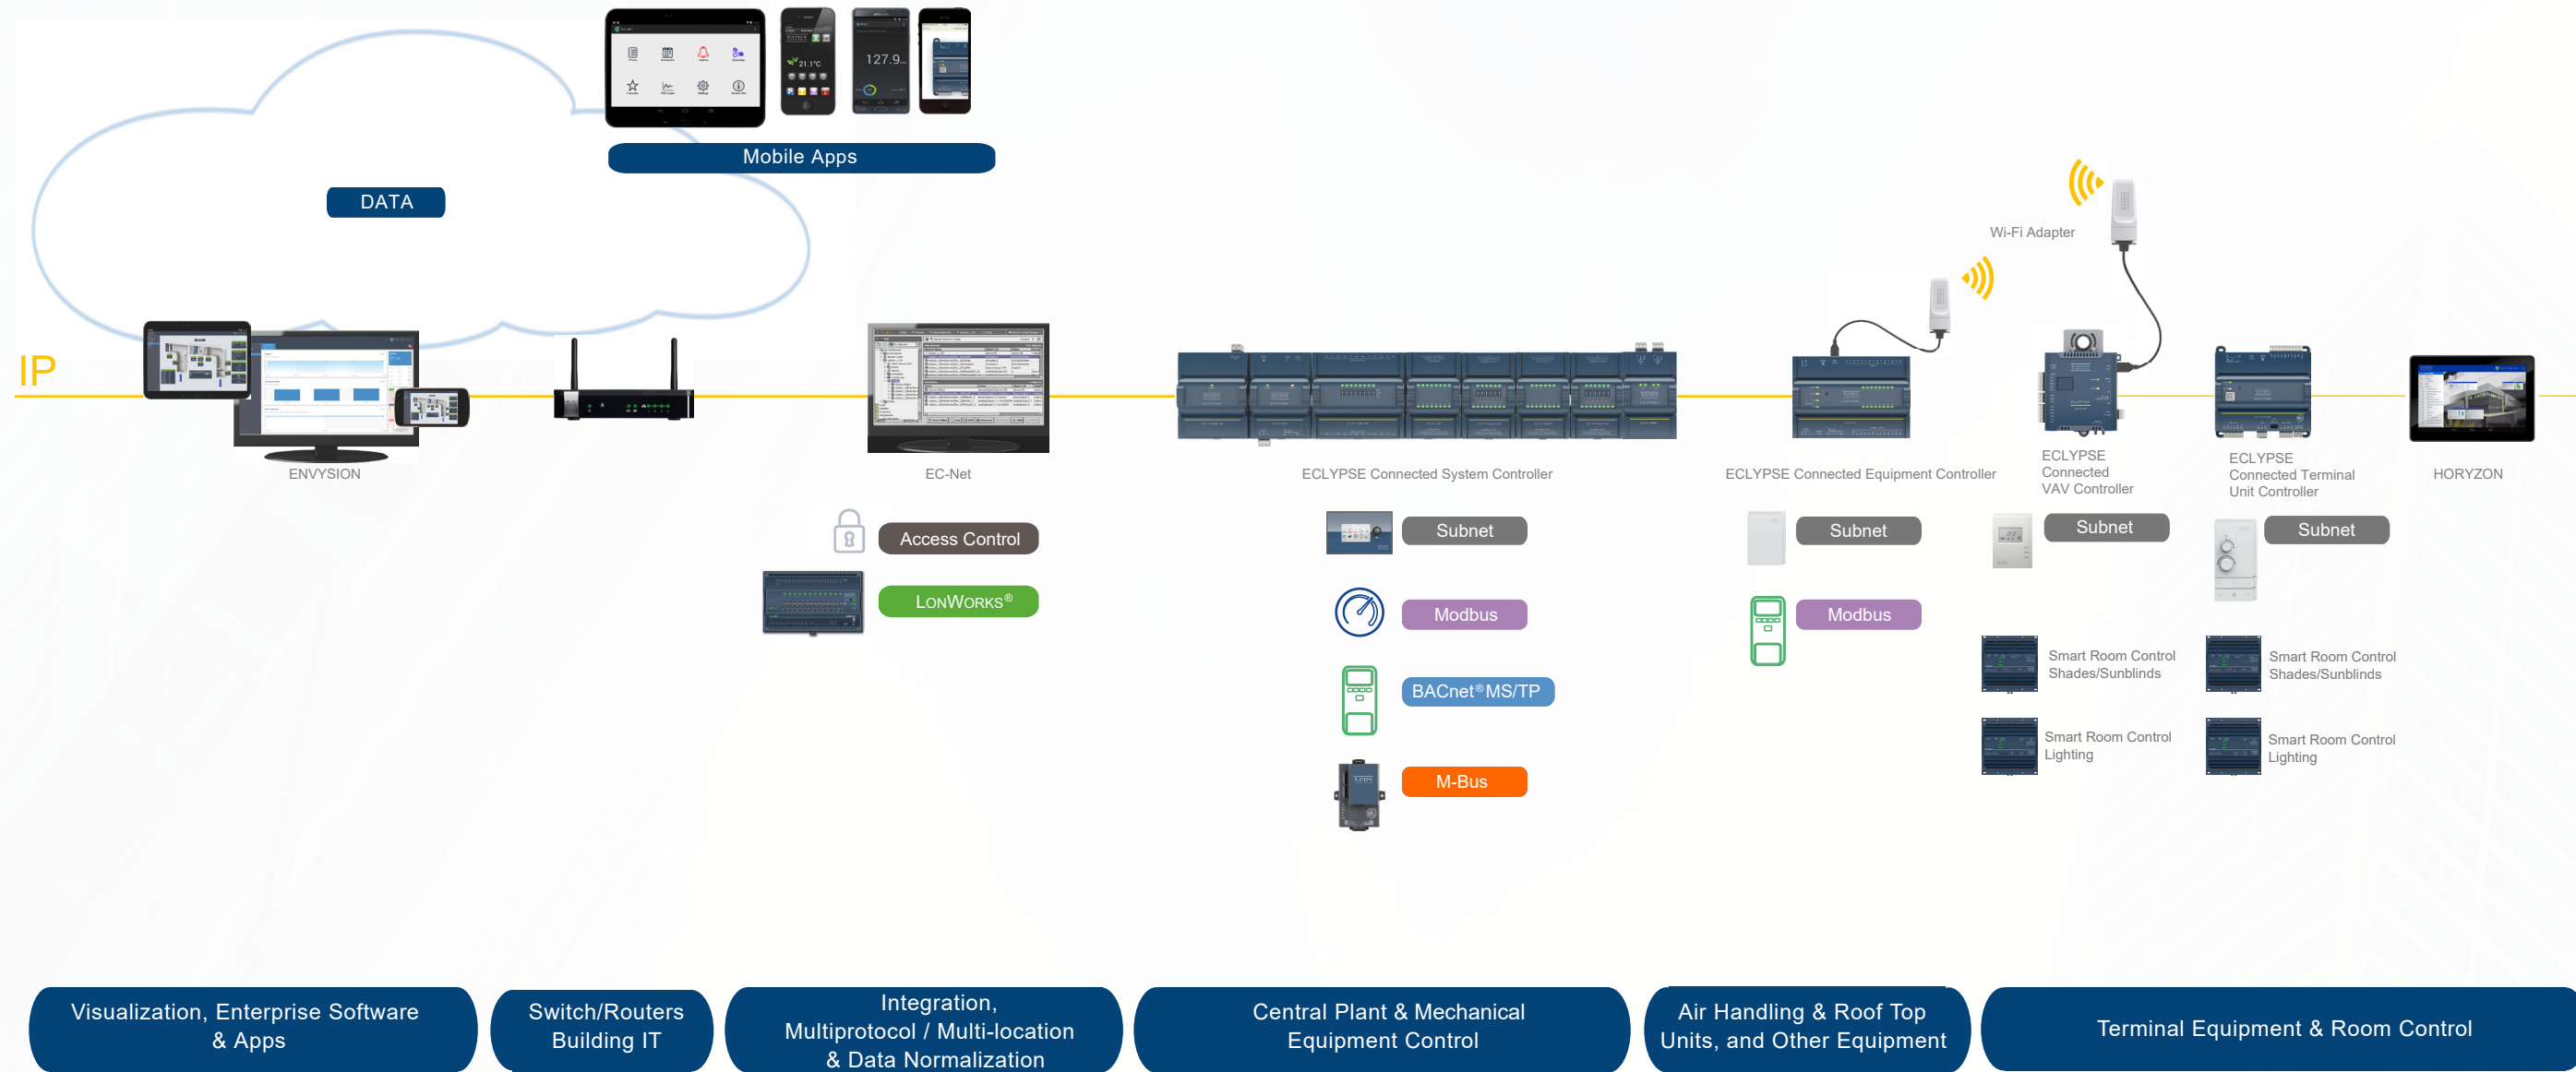 Mobile Apps
DATA
21.1°C
127.9
Wi-Fi Adapter
IP
ENVYSION
EC-Net
ECLYPSE Connected System Controller
ECLYPSE Connected Equipment Controller
ECLYPSE
Connected
VAV Controller
ECLYPSE
Connected Terminal
Unit Controller
HORYZON
Access Control
LONWORKS®
Subnet
Modbus
BACnet® MS/TP
M-Bus
Subnet
Modbus
Subnet
Subnet
Smart Room Control
Shades/Sunblinds
Smart Room Control
Lighting
Smart Room Control
Shades/Sunblinds
Smart Room Control
Lighting
Visualization, Enterprise Software
& Apps
Switch/Routers
Building IT
Integration,
Multiprotocol / Multi-location
& Data Normalization
Central Plant & Mechanical
Equipment Control
Air Handling & Roof Top
Units, and Other Equipment
Terminal Equipment & Room Control